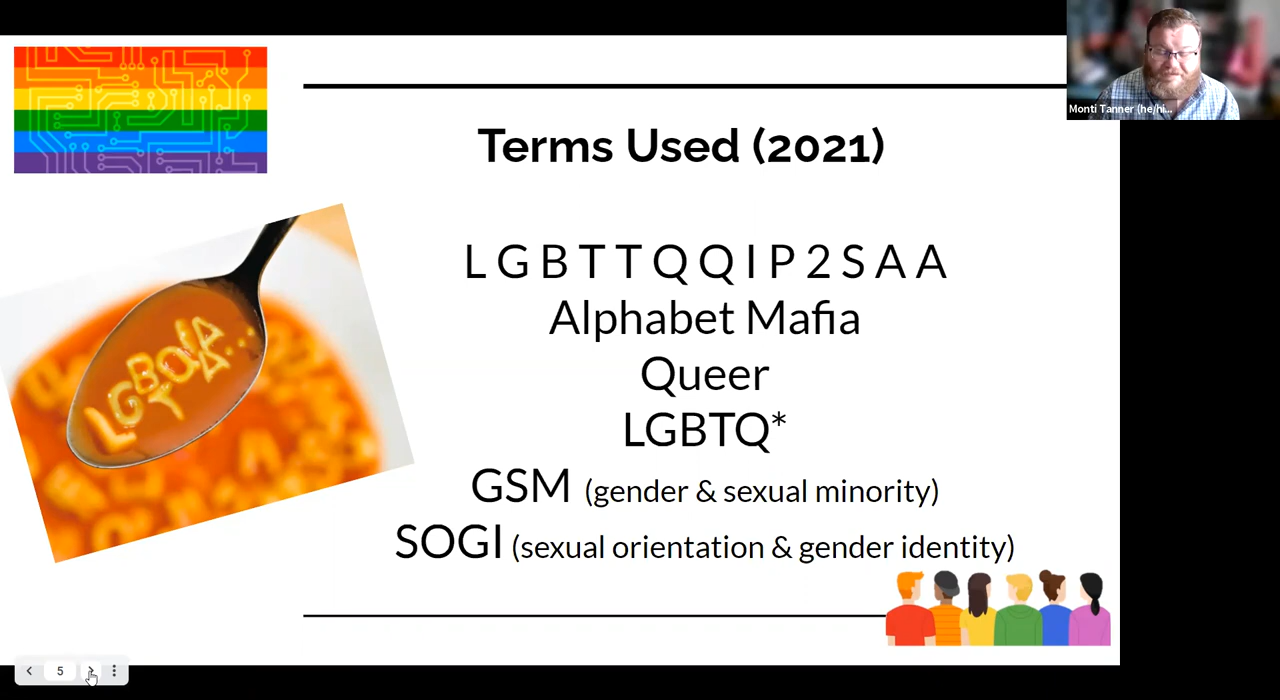 Monti Tanner (he/hi...
Terms Used (2021)
L G B T T Q Q I P 2 S A A
Alphabet Mafia
Queer
LGBTQ*
GSM (gender & sexual minority)
SOGI (sexual orientation & gender identity)
5